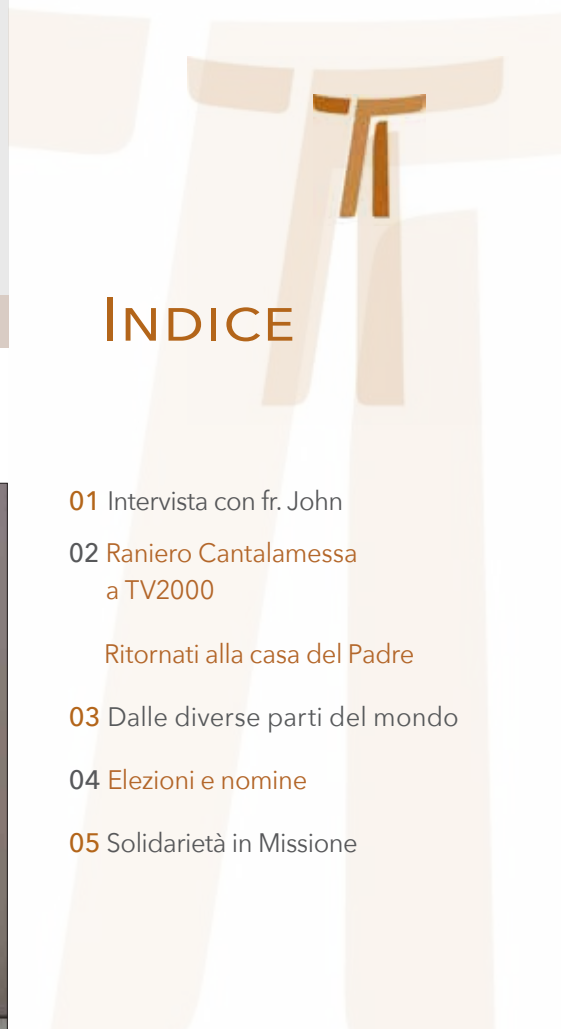 INDICE
01 Intervista con fr. John
02 Raniero Cantalamessa
a TV2000
Ritornati alla casa del Padre
03 Dalle diverse parti del mondo
04 Elezioni e nomine
05 Solidarietà in Missione